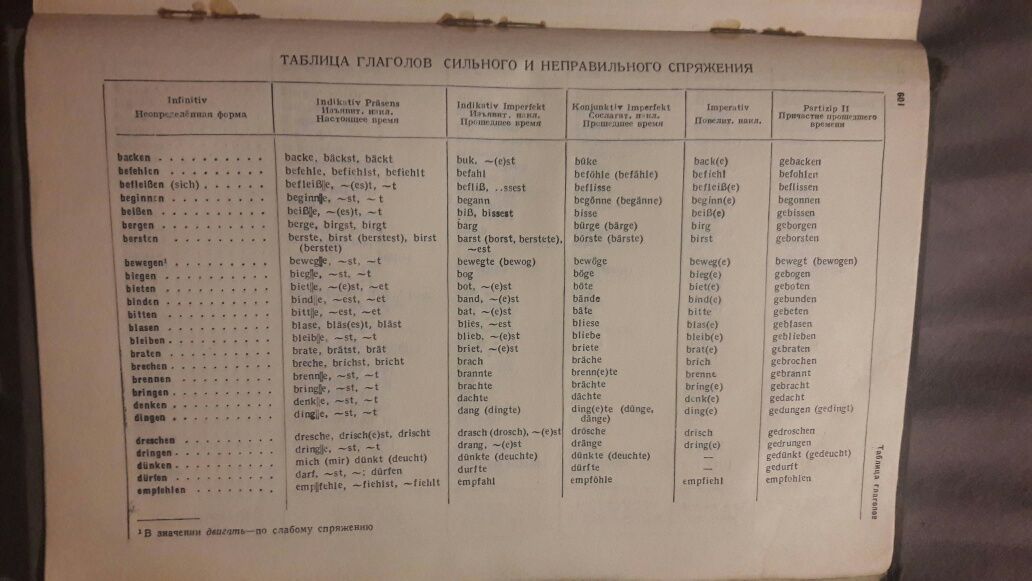 ТАБЛИЦА ГЛАГОЛОВ СИЛЬНОГО И НЕПРАВИЛЬНОГО СПРЯЖЕНИЯ
601
Infinitiv Indikativ Präsens Indikativ Imperfekt Konjunktiv Imperfekt Imperativ Partizip II
Неопределённая форма Изъявит. накл. Изъявит. накл. Сослагат. накл. Повелит. накл. Причастие прошедшего
Настоящее время Прошедшее время Прошедшее время времени
backen . . . . . . . . . . backe, bäckst, bäckt buk, ~(e)st büke back(e) gebacken
befehlen . . . . . . . . . befehle, befiehlst, befiehlt befahl beföhle (befähle) befiehl befohlen
befleißen (sich) . . . . . . befleiß||e, ~(es)t, ~t befliß, ..ssest beflisse befleiß(e) beflissen
beginnen . . . . . . . . . beginn||e, ~st, ~t begann begönne (begänne) beginn(e) begonnen
beißen . . . . . . . . . . beiß||e, ~(es)t, ~t biß, bissest bisse beiß(e) gebissen
bergen . . . . . . . . . . berge, birgst, birgt barg bürge (bärge) birg geborgen
bersten . . . . . . . . . berste, birst (berstest), birst barst (borst, berstete), börste (bärste) birst geborsten
(berstet) ~est
bewegen¹ . . . . . . . . . beweg||e, ~st, ~t bewegte (bewog) bewöge beweg(e) bewegt (bewogen)
biegen . . . . . . . . . . bieg||e, ~st, ~t bog böge bieg(e) gebogen
bieten . . . . . . . . . . biet||e, ~(e)st, ~et bot, ~(e)st böte biet(e) geboten
binden . . . . . . . . . . bind||e, ~est, ~et band, ~(e)st bände bind(e) gebunden
bitten . . . . . . . . . . bitt||e, ~est, ~et bat, ~(e)st bäte bitte gebeten
blasen . . . . . . . . . . blase, bläs(es)t, bläst blies, ~est bliese blas(e) geblasen
bleiben . . . . . . . . . . bleib||e, ~st, ~t blieb, ~(e)st bliebe bleib(e) geblieben
braten . . . . . . . . . . brate, brätst, brät briet, ~(e)st briete brat(e) gebraten
brechen . . . . . . . . . breche, brichst, bricht brach bräche brich gebrochen
brennen . . . . . . . . . brenn||e, ~st, ~t brannte brenn(e)te brenne gebrannt
bringen . . . . . . . . . bring||e, ~st, ~t brachte brächte bring(e) gebracht
denken . . . . . . . . . . denk||e, ~st, ~t dachte dächte denk(e) gedacht
dingen . . . . . . . . . . ding||e, ~st, ~t dang (dingte) ding(e)te (dünge, ding(e) gedungen (gedingt)
dänge)
dreschen . . . . . . . . . dresche, drisch(e)st, drischt drasch (drosch), ~(e)st drösche drisch gedroschen
dringen . . . . . . . . . dring||e, ~st, ~t drang, ~(e)st dränge dring(e) gedrungen
dünken . . . . . . . . . . mich (mir) dünkt (deucht) dünkte (deuchte) dünkte (deuchte) — gedünkt (gedeucht)
dürfen . . . . . . . . . . darf, ~st, ~; dürfen durfte dürfte — gedurft
empfehlen . . . . . . . . emp||fehle, ~fiehlst, ~fiehlt empfahl empföhle empfiehl empfohlen
¹ В значении двигать—по слабому спряжению
Таблица глаголов